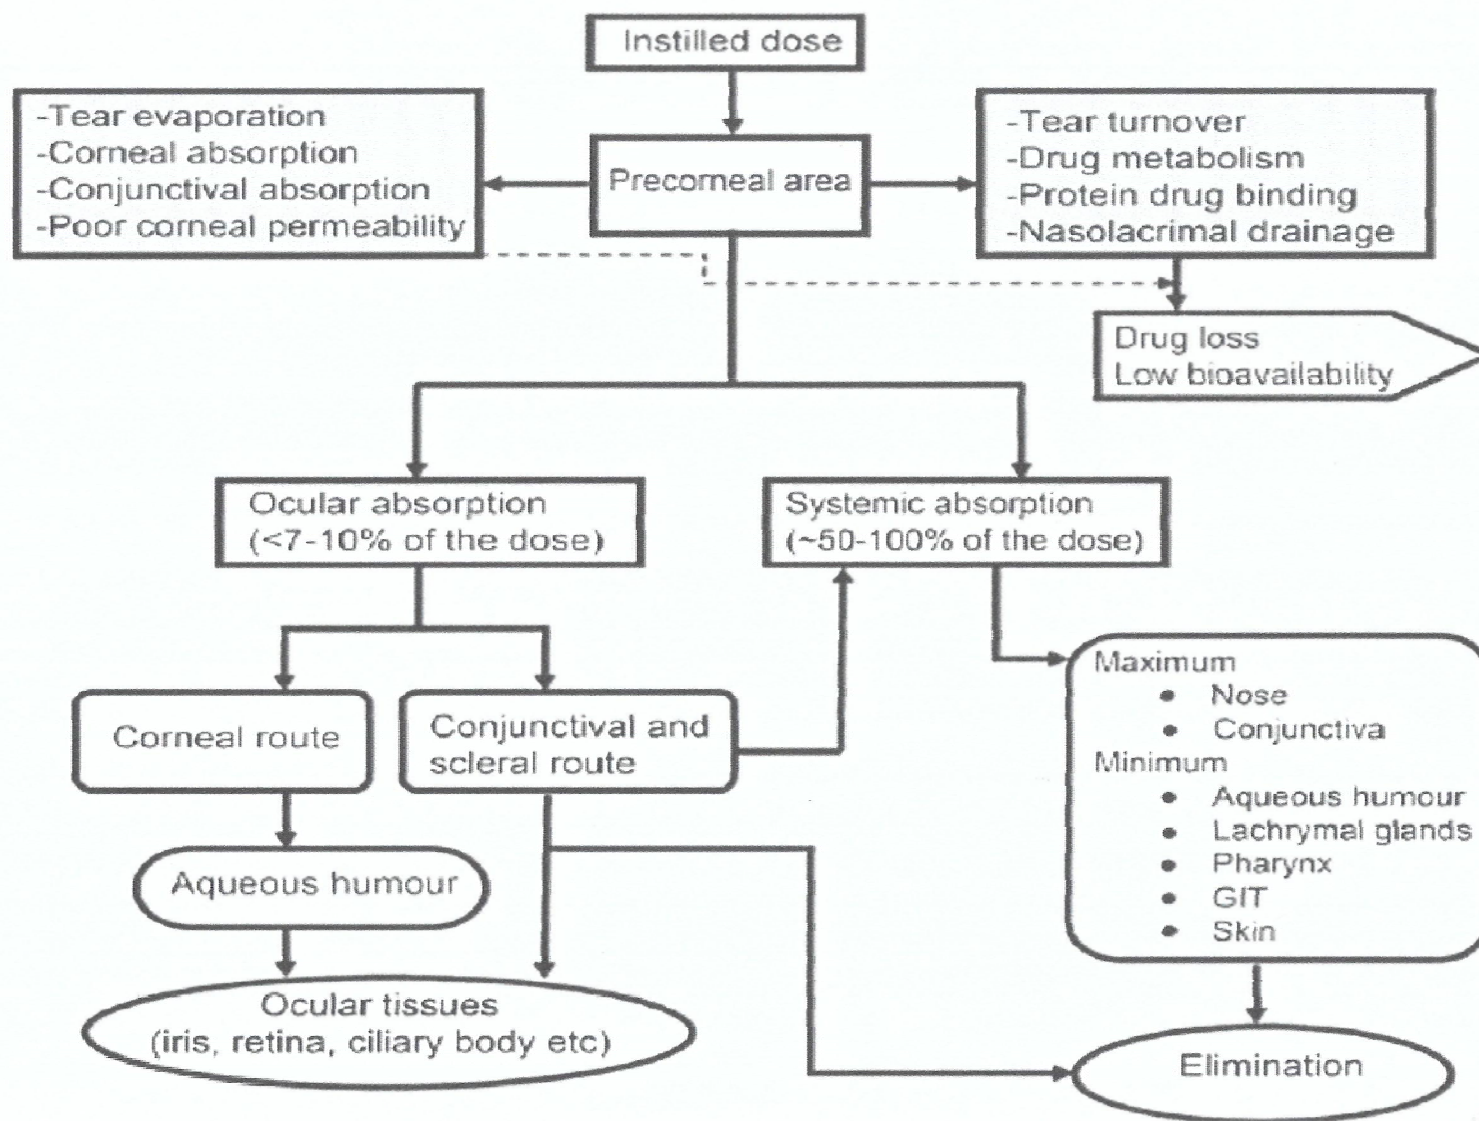 Instilled dose
-Tear evaporation
-Corneal absorption
-Conjunctival absorption
-Poor corneal permeability
Precorneal area
-Tear turnover
-Drug metabolism
-Protein drug binding
-Nasolacrimal drainage
Drug loss
Low bioavailability
Ocular absorption
(<7-10% of the dose)
Systemic absorption
(~50-100% of the dose)
Corneal route
Conjunctival and
scleral route
Maximum
• Nose
• Conjunctiva
Minimum
• Aqueous humour
• Lachrymal glands
• Pharynx
• GIT
• Skin
Aqueous humour
Ocular tissues
(iris, retina, ciliary body etc)
Elimination